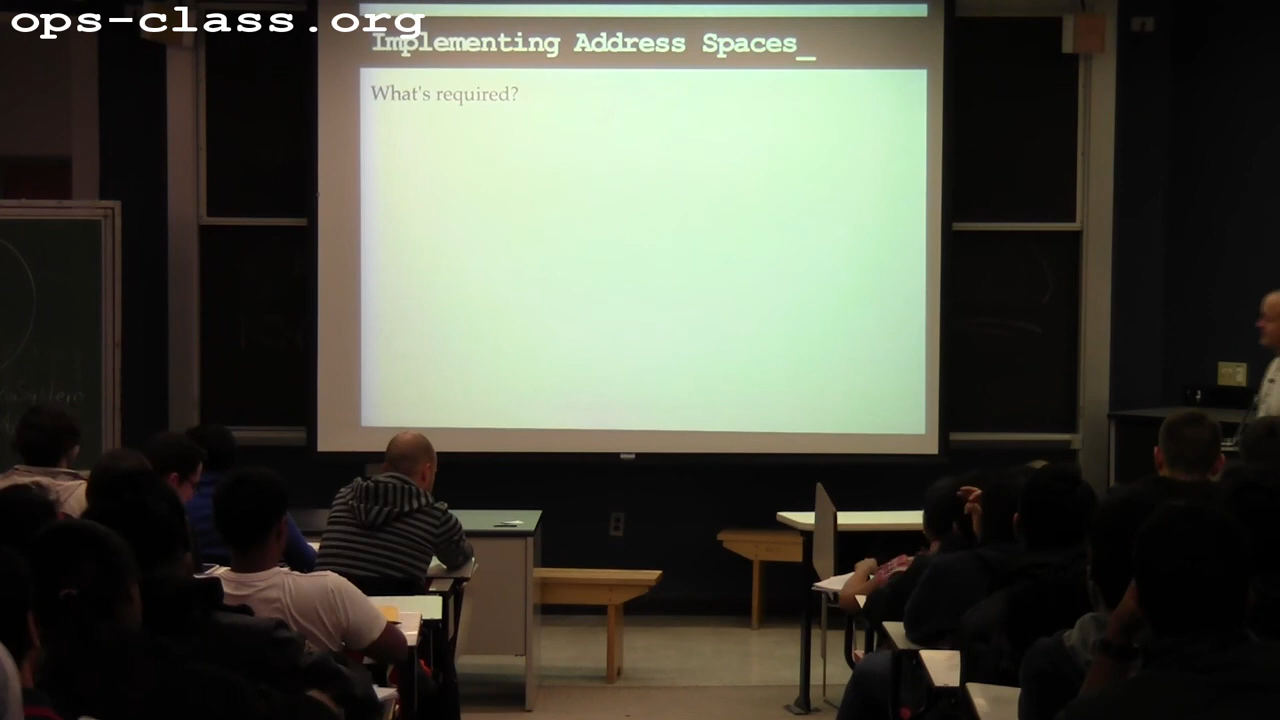 ops-class.org
Implementing Address Spaces_
What's required?